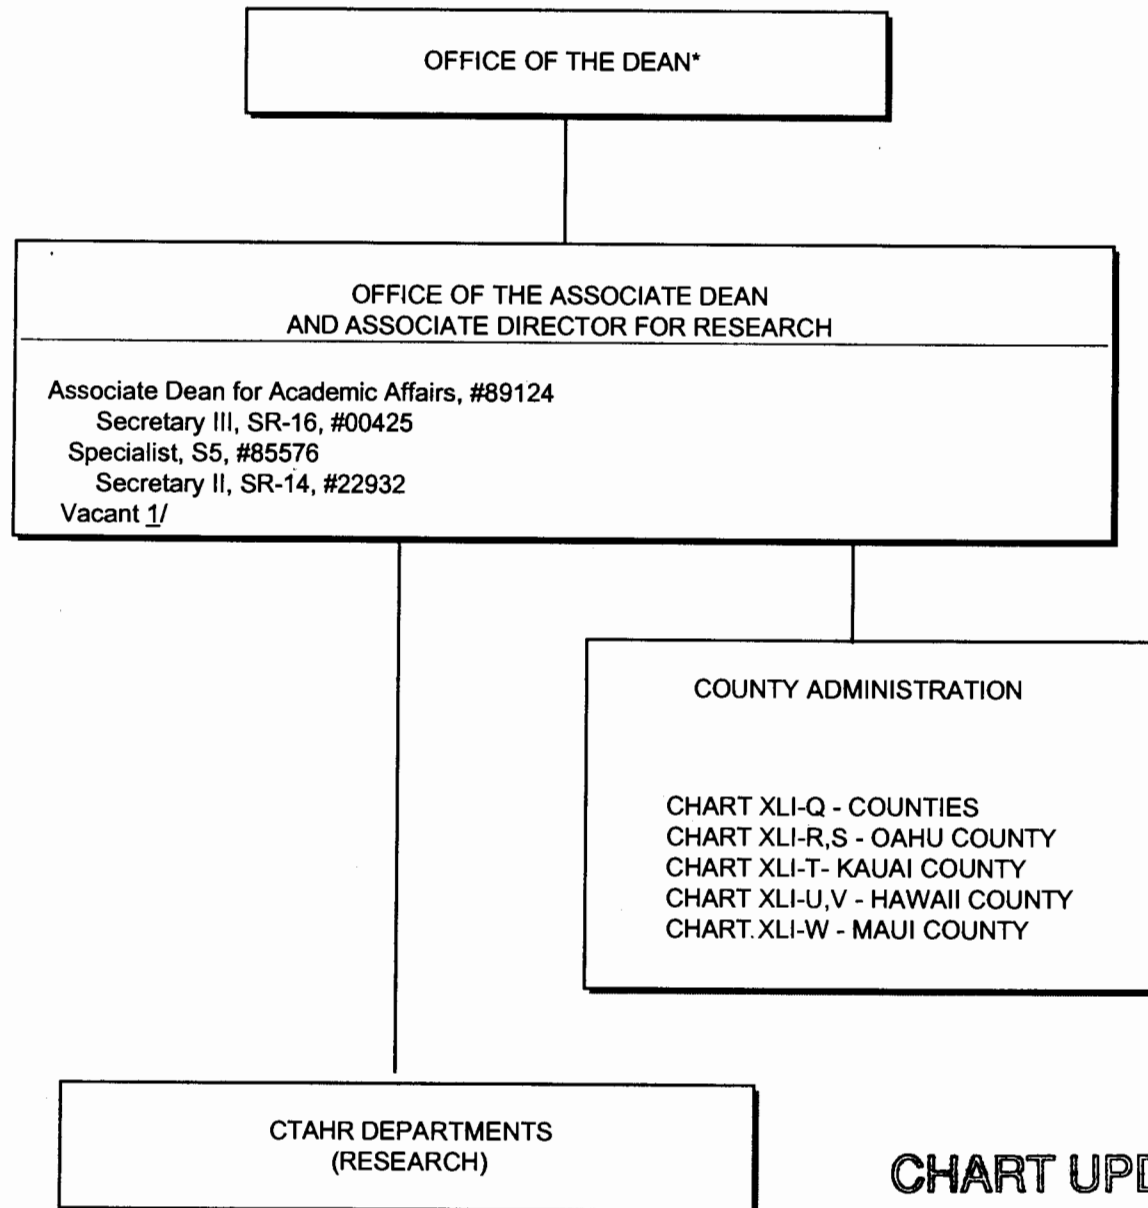 OFFICE OF THE DEAN*
OFFICE OF THE ASSOCIATE DEAN
AND ASSOCIATE DIRECTOR FOR RESEARCH
Associate Dean for Academic Affairs, #89124
Secretary III, SR-16, #00425
Specialist, S5, #85576
Secretary II, SR-14, #22932
Vacant 1/
COUNTY ADMINISTRATION
CHART XLI-Q - COUNTIES
CHART XLI-R,S - OAHU COUNTY
CHART XLI-T- KAUAI COUNTY
CHART XLI-U,V - HAWAII COUNTY
CHART. XLI-W - MAUI COUNTY
CTAHR DEPARTMENTS
(RESEARCH)
CHART